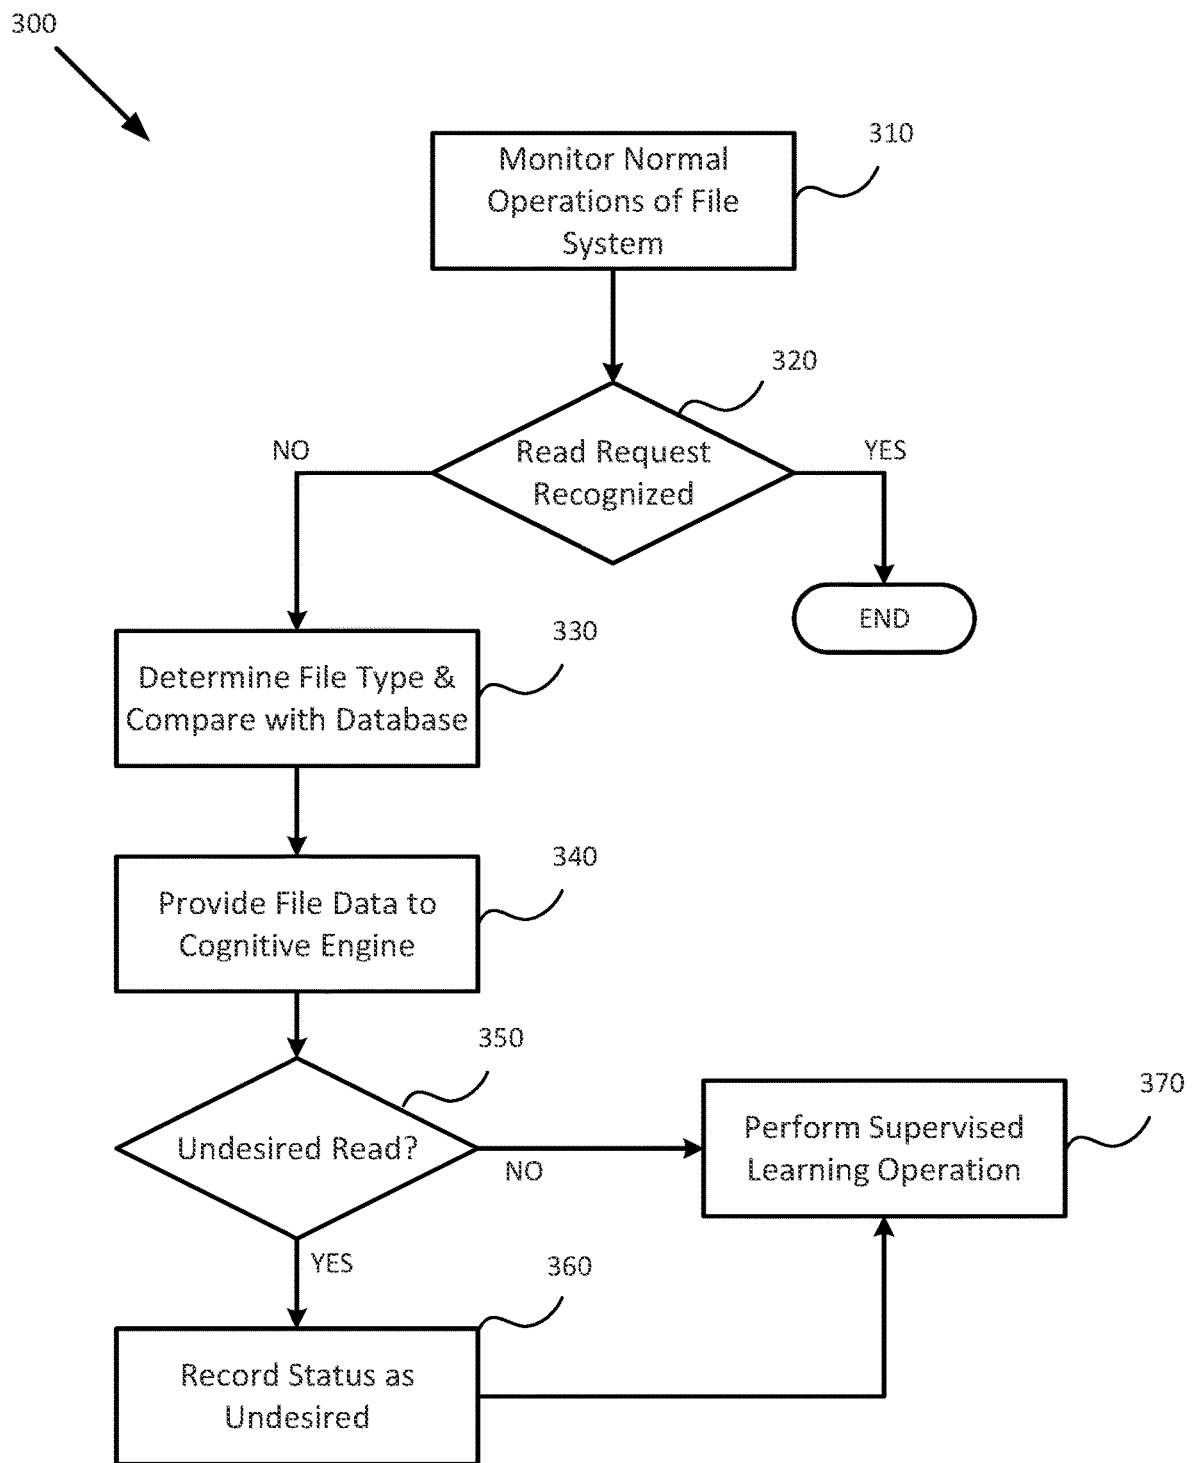 300
310
Monitor Normal
Operations of File
System
320
NO
YES
Read Request
Recognized
END
330
Determine File Type &
Compare with Database
340
Provide File Data to
Cognitive Engine
350
Undesired Read?
NO
YES
370
Perform Supervised
Learning Operation
360
Record Status as
Undesired